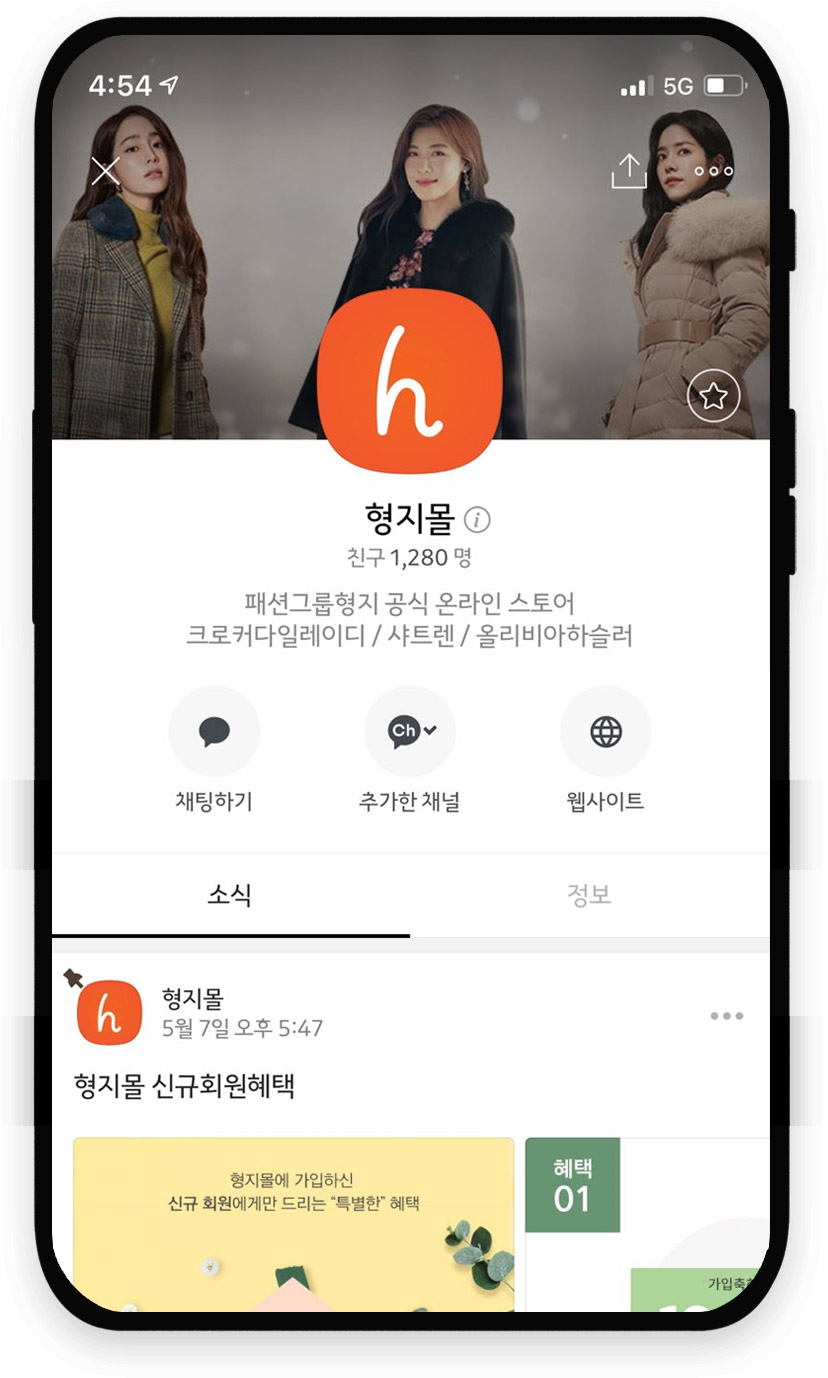 4:54
5G
h
형지몰
친구 1,280 명
패션그룹형지 공식 온라인 스토어
크로커다일레이디 / 샤트렌 / 올리비아하슬러
Ch
채팅하기
추가한 채널
웹사이트
소식
정보
h
형지몰
5월 7일 오후 5:47
형지몰 신규회원혜택
형지몰에 가입하신
신규 회원에게만 드리는 “특별한” 혜택
혜택
01